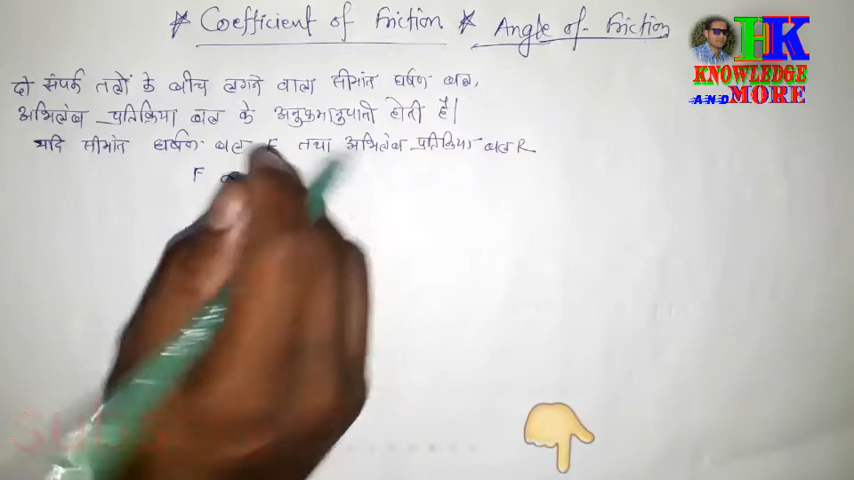 * Coefficient of Friction * Angle of Friction
HK
KNOWLEDGE
AND MORE
दो संपर्क तलों के बीच लगने वाला सीमांत घर्षण बल,
अभिलंब प्रतिक्रिया बल के अनुक्रमानुपाती होती है।
यदि सीमांत घर्षण बल F तथा अभिलंब प्रतिक्रिया बल R
F ∝